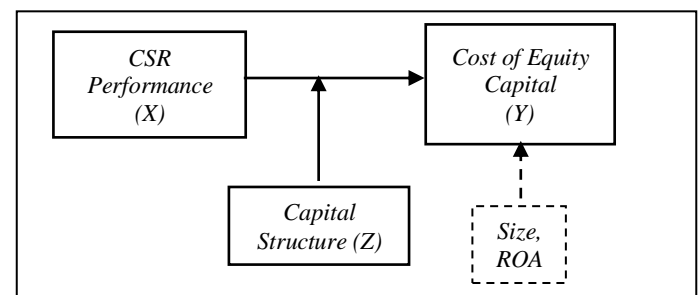 CSR
Performance
(X)
Cost of Equity
Capital
(Y)
Capital
Structure (Z)
Size,
ROA